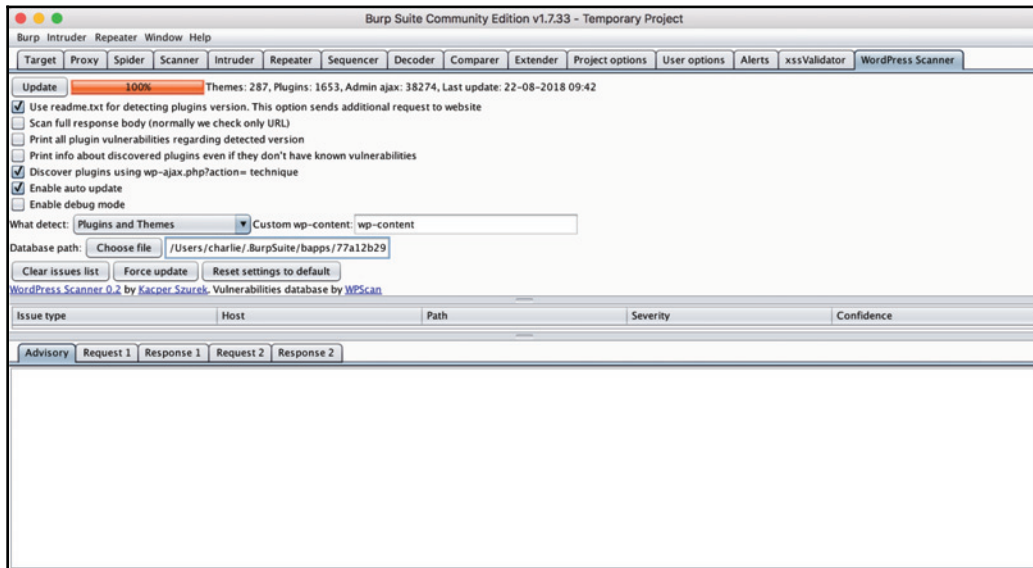 Burp Suite Community Edition v1.7.33 - Temporary Project
Burp Intruder Repeater Window Help
Target Proxy Spider Scanner Intruder Repeater Sequencer Decoder Comparer Extender Project options User options Alerts xssValidator WordPress Scanner
Update 100% Themes: 287, Plugins: 1653, Admin ajax: 38274, Last update: 22-08-2018 09:42
Use readme.txt for detecting plugins version. This option sends additional request to website
Scan full response body (normally we check only URL)
Print all plugin vulnerabilities regarding detected version
Print info about discovered plugins even if they don't have known vulnerabilities
Discover plugins using wp-ajax.php?action= technique
Enable auto update
Enable debug mode
What detect: Plugins and Themes Custom wp-content: wp-content
Database path: Choose file /Users/charlie/.BurpSuite/bapps/77a12b29
Clear issues list Force update Reset settings to default
WordPress Scanner 0.2 by Kacper Szurek. Vulnerabilities database by WPScan
Issue type Host Path Severity Confidence
Advisory Request 1 Response 1 Request 2 Response 2